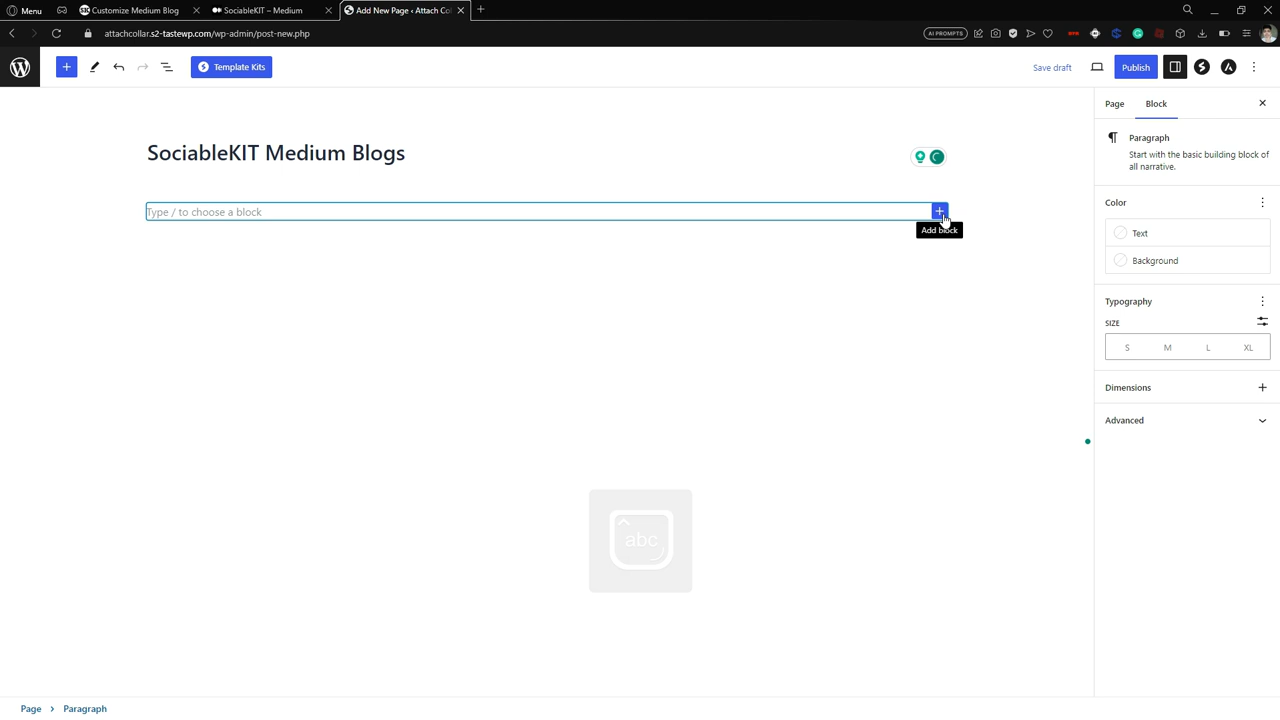 Menu
Customize Medium Blog
SociableKIT – Medium
Add New Page ‹ Attach Co
attachcollar.s2-tastewp.com/wp-admin/post-new.php
AI PROMPTS
Template Kits
Save draft
Publish
Page
Block
SociableKIT Medium Blogs
Paragraph
Start with the basic building block of
all narrative.
Type / to choose a block
Add block
Color
Text
Background
Typography
SIZE
S M L XL
Dimensions
Advanced
abc
Page › Paragraph